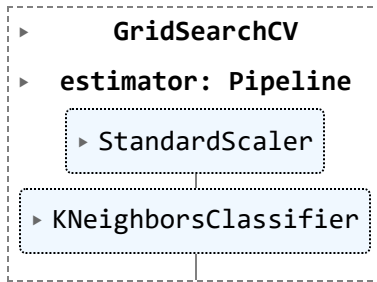 GridSearchCV
estimator: Pipeline
StandardScaler
KNeighborsClassifier